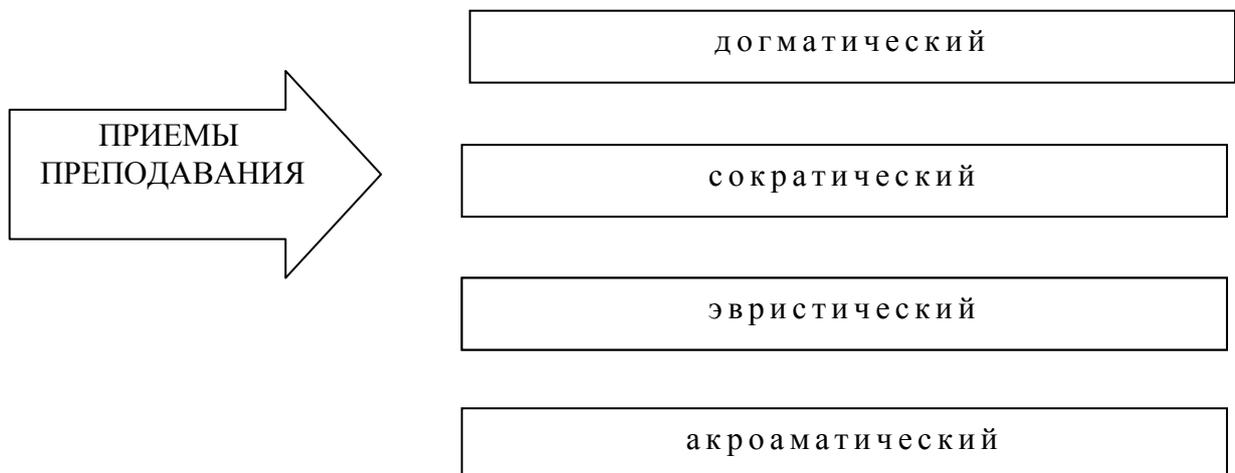 догматический
ПРИЕМЫ
ПРЕПОДАВАНИЯ
сократический
эвристический
акроаматический